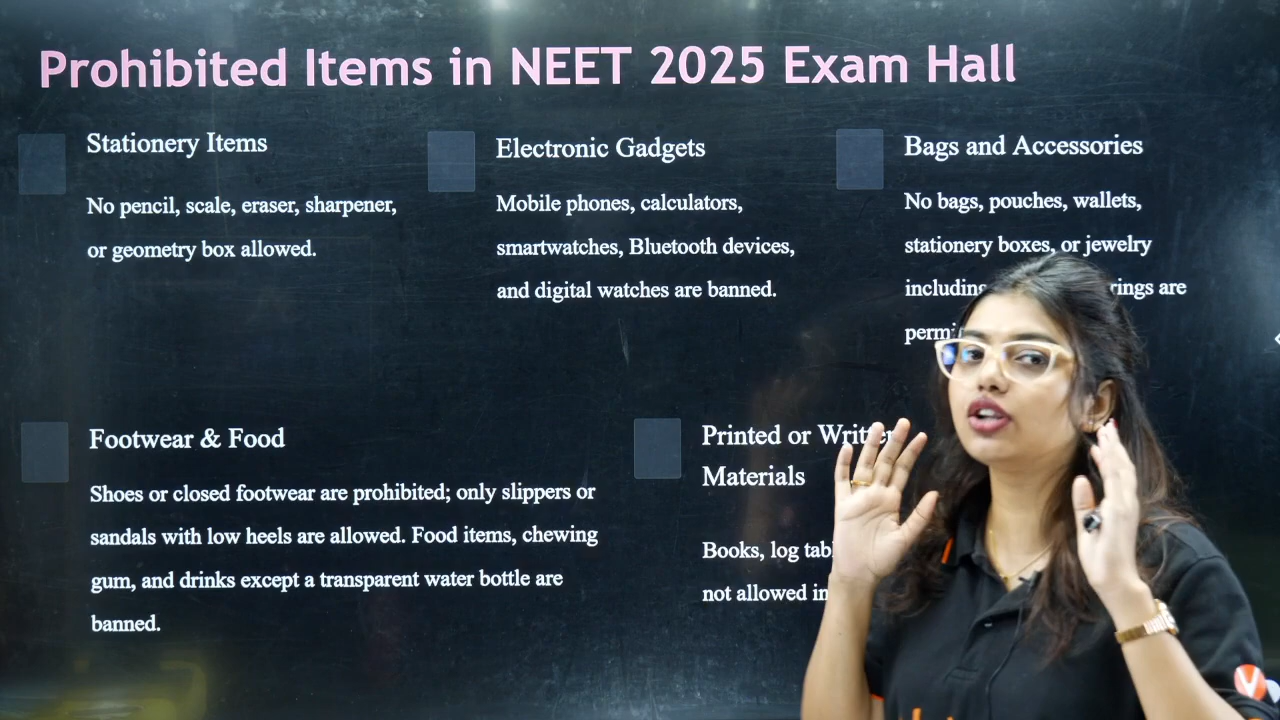 Prohibited Items in NEET 2025 Exam Hall
Stationery Items
No pencil, scale, eraser, sharpener,
or geometry box allowed.
Electronic Gadgets
Mobile phones, calculators,
smartwatches, Bluetooth devices,
and digital watches are banned.
Bags and Accessories
No bags, pouches, wallets,
stationery boxes, or jewelry
including are
Footwear & Food
Shoes or closed footwear are prohibited; only slippers or
sandals with low heels are allowed. Food items, chewing
gum, and drinks except a transparent water bottle are
banned.
Printed or Written
Materials
Books, log
not allowed in
V